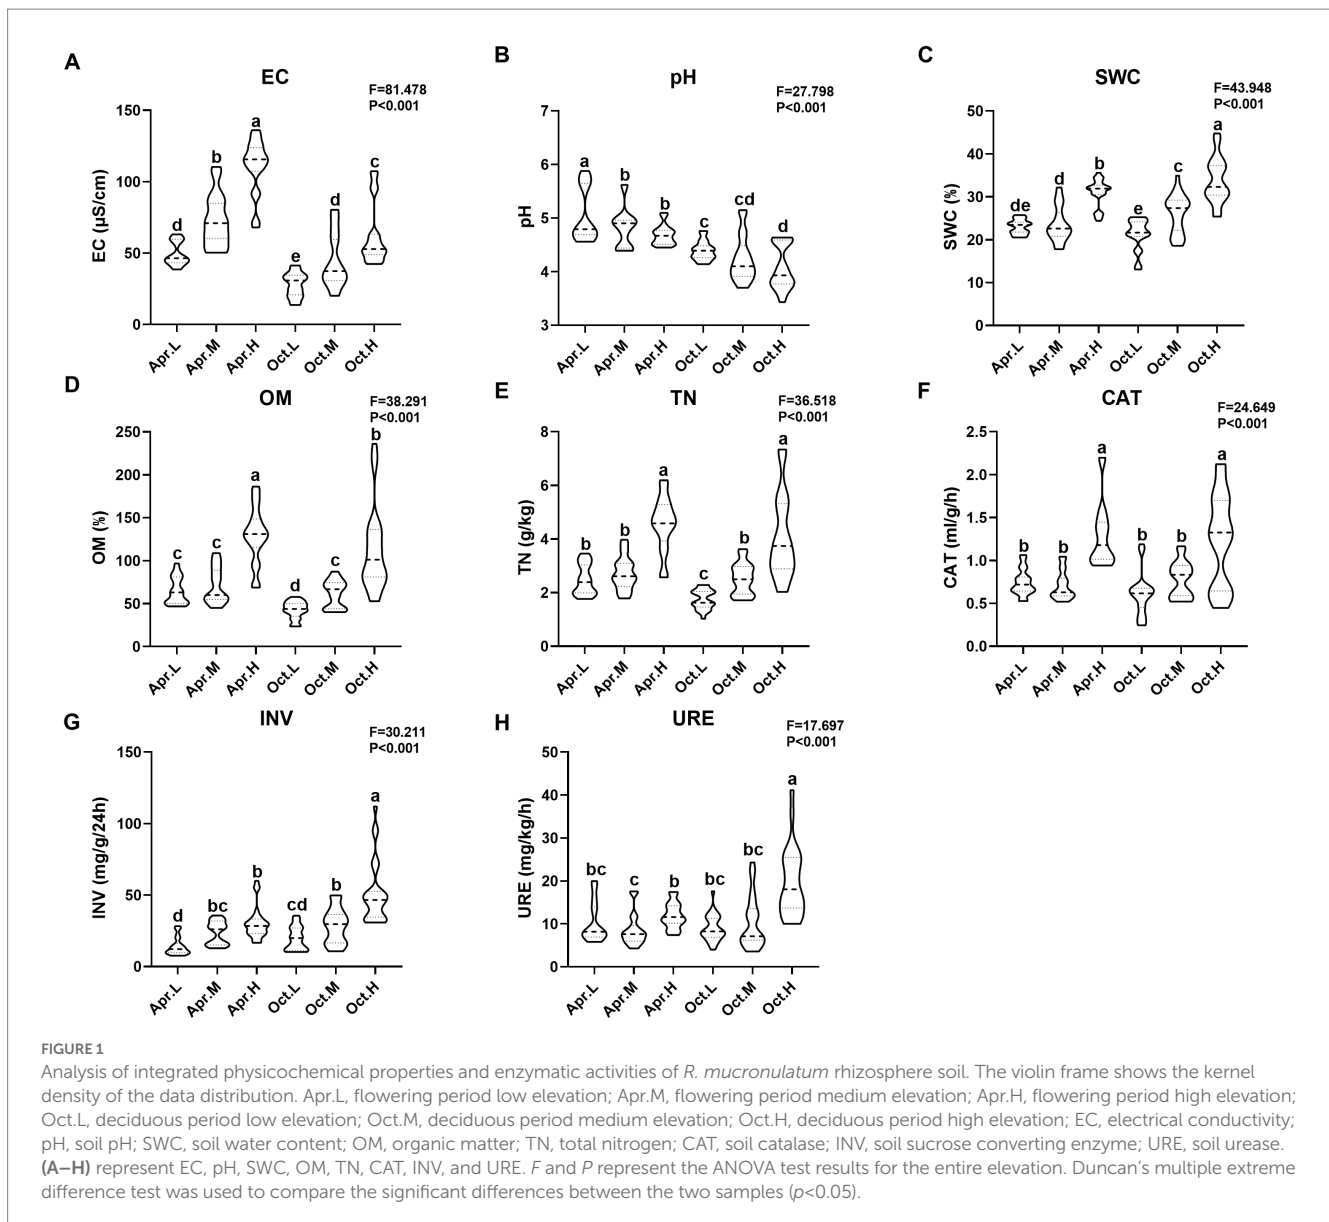 A
EC
F=81.478
P<0.001
EC (µS/cm)
150
100
50
0
d
b
a
e
d
c
Apr.L
Apr.M
Apr.H
Oct.L
Oct.M
Oct.H
B
pH
F=27.798
P<0.001
pH
7
6
5
4
3
a
b
b
c
cd
d
Apr.L
Apr.M
Apr.H
Oct.L
Oct.M
Oct.H
C
SWC
F=43.948
P<0.001
SWC (%)
50
40
30
20
10
0
de
d
b
e
c
a
Apr.L
Apr.M
Apr.H
Oct.L
Oct.M
Oct.H
D
OM
F=38.291
P<0.001
OM (%)
250
200
150
100
50
0
c
c
a
d
c
b
Apr.L
Apr.M
Apr.H
Oct.L
Oct.M
Oct.H
E
TN
F=36.518
P<0.001
TN (g/kg)
8
6
4
2
0
b
b
a
c
b
a
Apr.L
Apr.M
Apr.H
Oct.L
Oct.M
Oct.H
F
CAT
F=24.649
P<0.001
CAT (ml/g/h)
2.5
2.0
1.5
1.0
0.5
0.0
b
b
a
b
b
a
Apr.L
Apr.M
Apr.H
Oct.L
Oct.M
Oct.H
G
INV
F=30.211
P<0.001
INV (mg/g/24h)
150
100
50
0
d
bc
b
cd
b
a
Apr.L
Apr.M
Apr.H
Oct.L
Oct.M
Oct.H
H
URE
F=17.697
P<0.001
URE (mg/kg/h)
50
40
30
20
10
0
bc
c
b
bc
bc
a
Apr.L
Apr.M
Apr.H
Oct.L
Oct.M
Oct.H
FIGURE 1
Analysis of integrated physicochemical properties and enzymatic activities of R. mucronulatum rhizosphere soil. The violin frame shows the kernel
density of the data distribution. Apr.L, flowering period low elevation; Apr.M, flowering period medium elevation; Apr.H, flowering period high elevation;
Oct.L, deciduous period low elevation; Oct.M, deciduous period medium elevation; Oct.H, deciduous period high elevation; EC, electrical conductivity;
pH, soil pH; SWC, soil water content; OM, organic matter; TN, total nitrogen; CAT, soil catalase; INV, soil sucrose converting enzyme; URE, soil urease.
(A–H) represent EC, pH, SWC, OM, TN, CAT, INV, and URE. F and P represent the ANOVA test results for the entire elevation. Duncan's multiple extreme
difference test was used to compare the significant differences between the two samples (p<0.05).